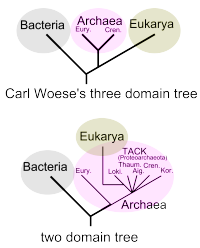 Bacteria
Archaea
Eukarya
Eury. Cren.
Carl Woese's three domain tree
Eukarya
TACK
(Proteoarchaeota)
Bacteria
Eury.
Thaum. Cren.
Loki. Aig. Kor.
Archaea
two domain tree